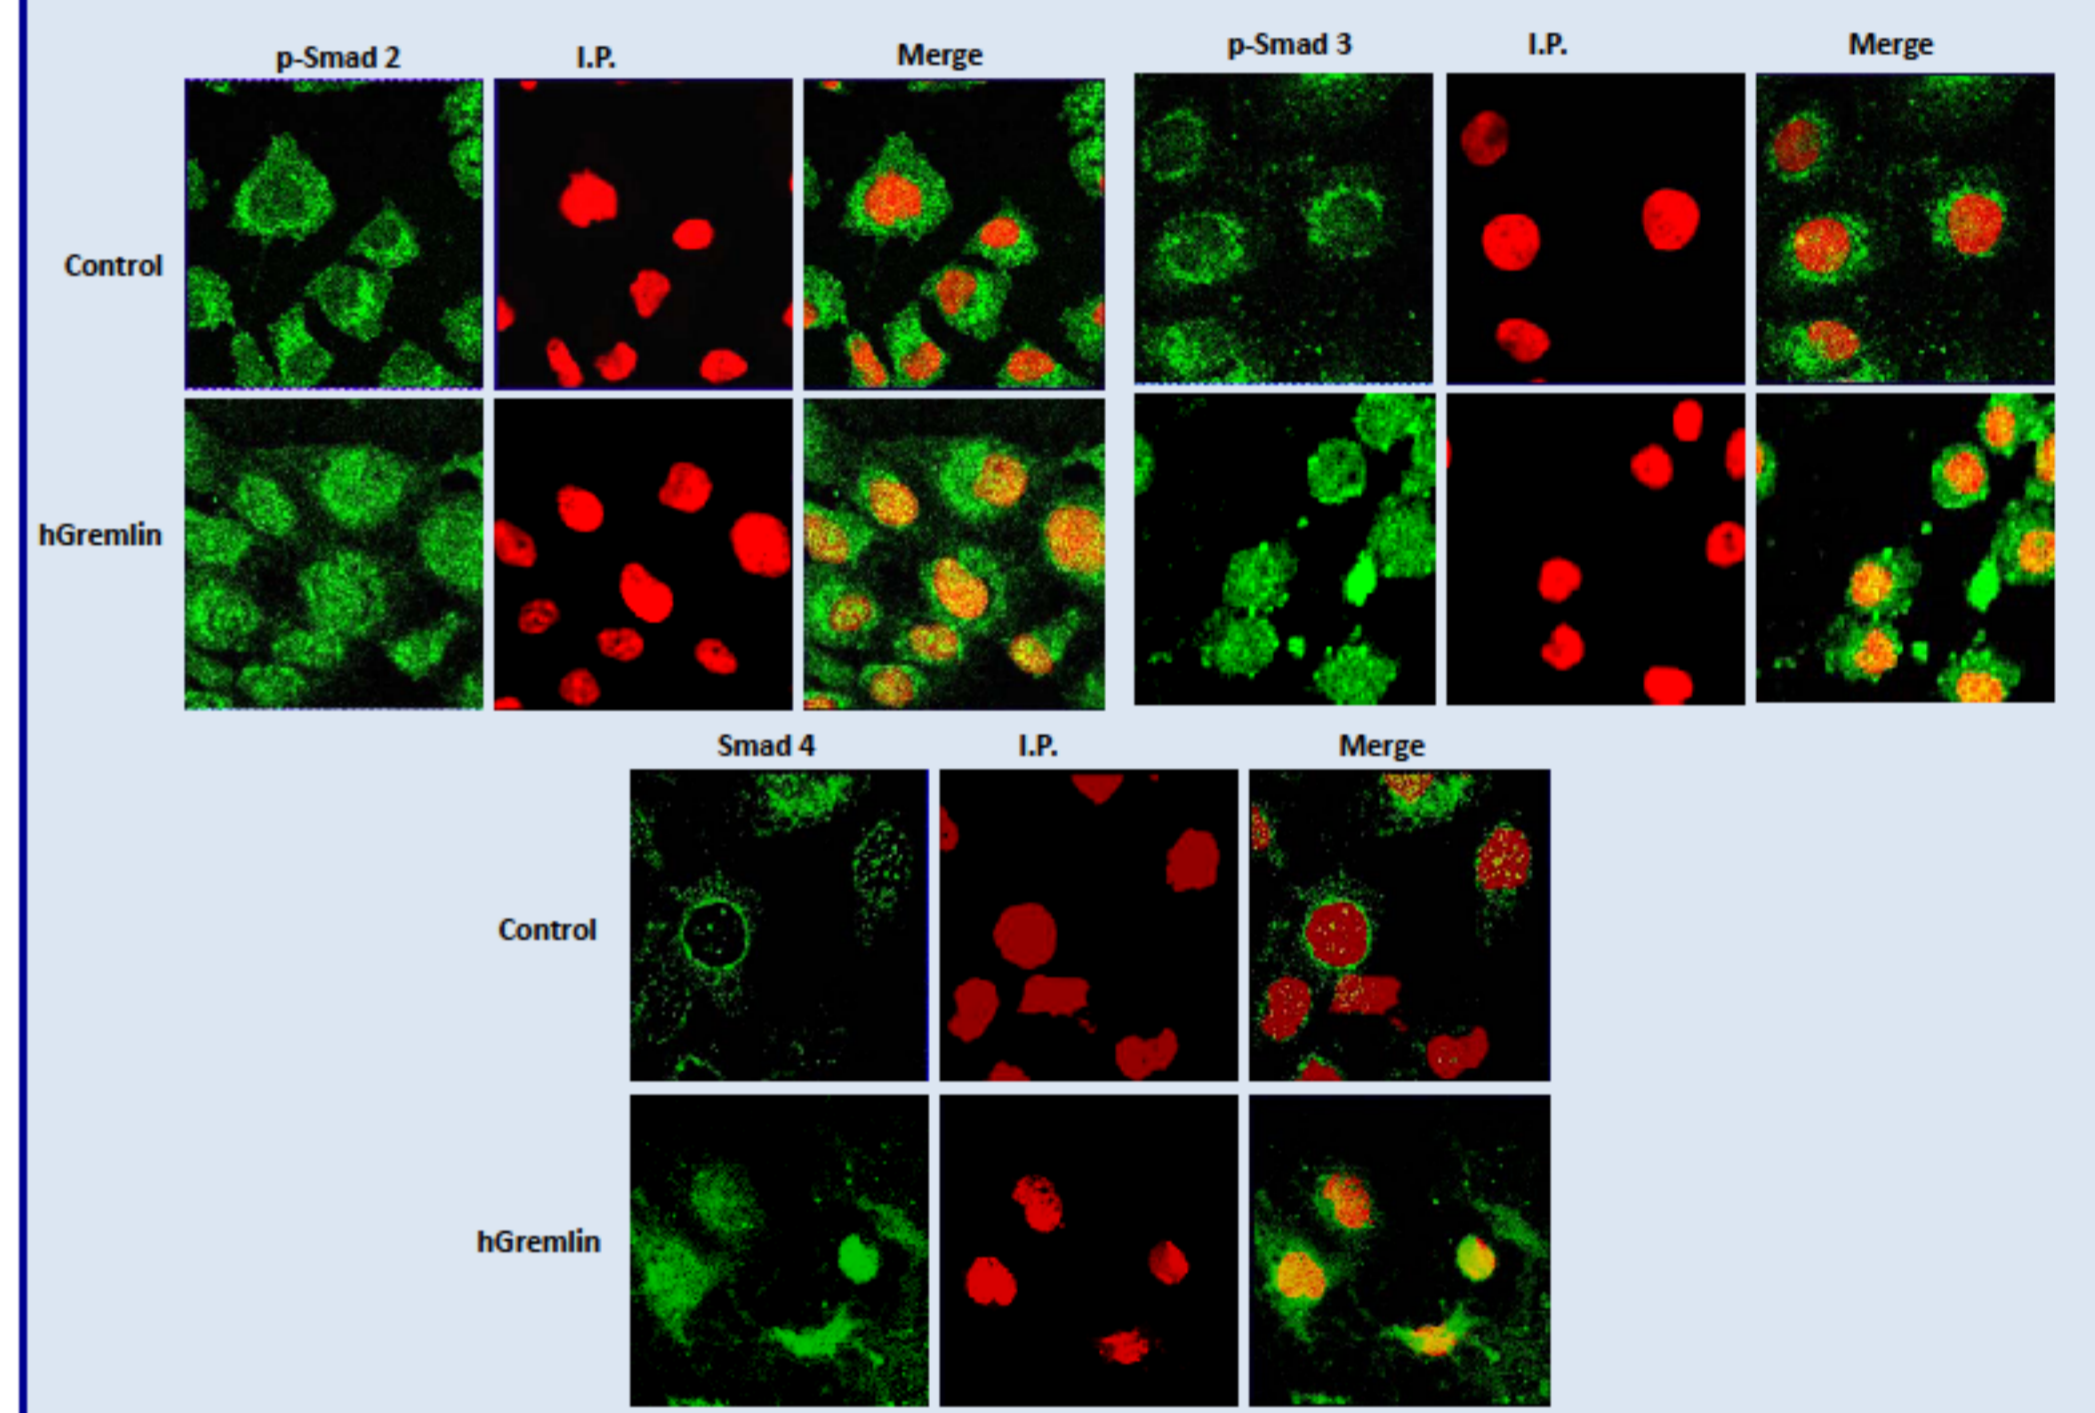 p-Smad 2 I.P. Merge
p-Smad 3 I.P. Merge
Control
hGremlin
Smad 4 I.P. Merge
Control
hGremlin